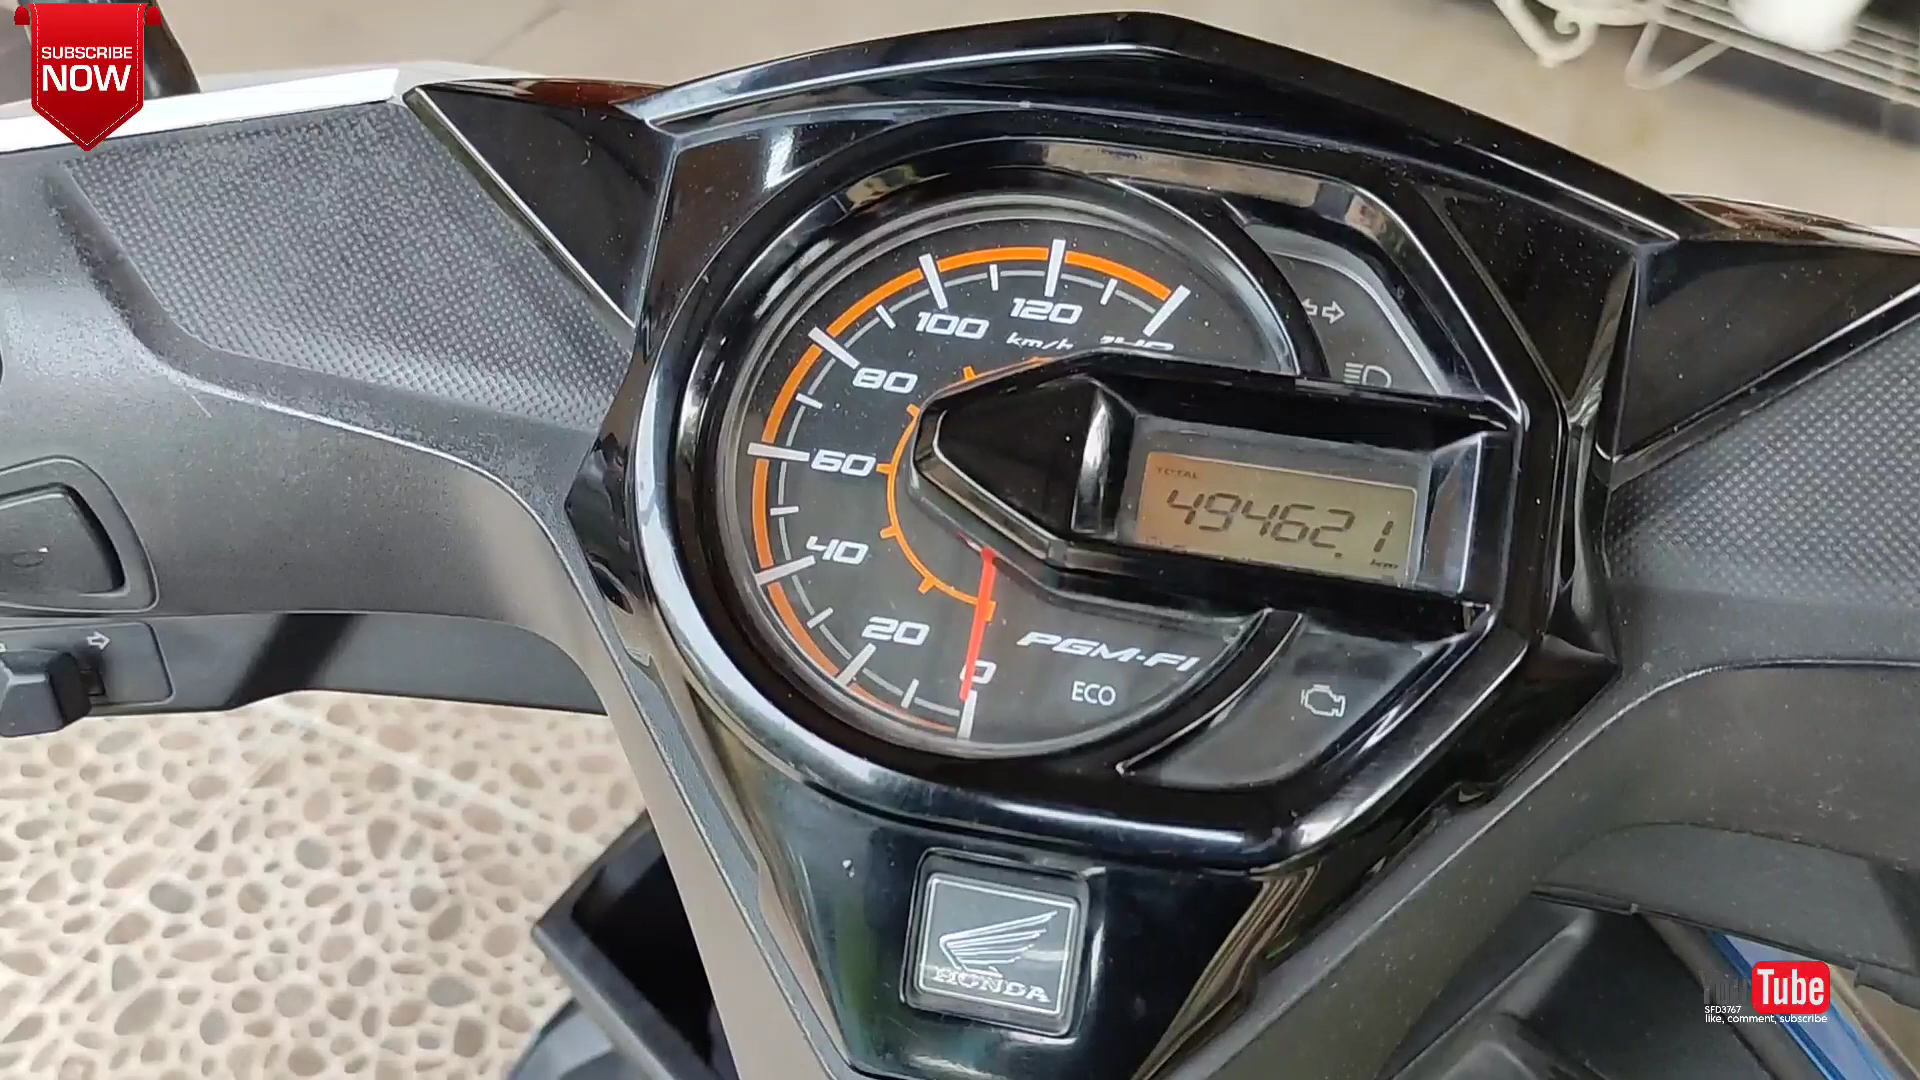 SUBSCRIBE
NOW
120
100
km/h
80
60
40
20
0
TOTAL
49462.1
km
PGM-FI
ECO
HONDA
Tube
SFD3767
like, comment, subscribe